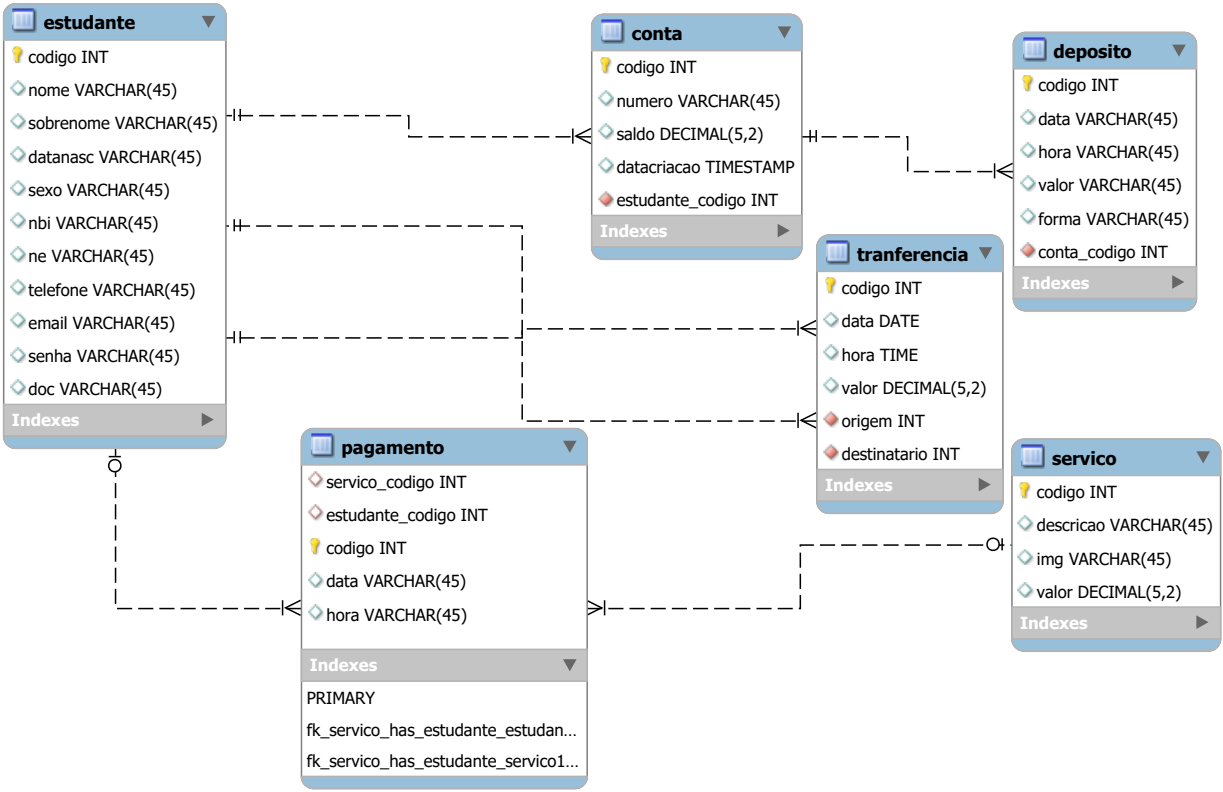 estudante
codigo INT
nome VARCHAR(45)
sobrenome VARCHAR(45)
datanasc VARCHAR(45)
sexo VARCHAR(45)
nbi VARCHAR(45)
ne VARCHAR(45)
telefone VARCHAR(45)
email VARCHAR(45)
senha VARCHAR(45)
doc VARCHAR(45)
Indexes
conta
codigo INT
numero VARCHAR(45)
saldo DECIMAL(5,2)
datacriacao TIMESTAMP
estudante_codigo INT
Indexes
deposito
codigo INT
data VARCHAR(45)
hora VARCHAR(45)
valor VARCHAR(45)
forma VARCHAR(45)
conta_codigo INT
Indexes
tranferencia
codigo INT
data DATE
hora TIME
valor DECIMAL(5,2)
origem INT
destinatario INT
Indexes
pagamento
servico_codigo INT
estudante_codigo INT
codigo INT
data VARCHAR(45)
hora VARCHAR(45)
Indexes
PRIMARY
fk_servico_has_estudante_estudan...
fk_servico_has_estudante_servico1...
servico
codigo INT
descricao VARCHAR(45)
img VARCHAR(45)
valor DECIMAL(5,2)
Indexes